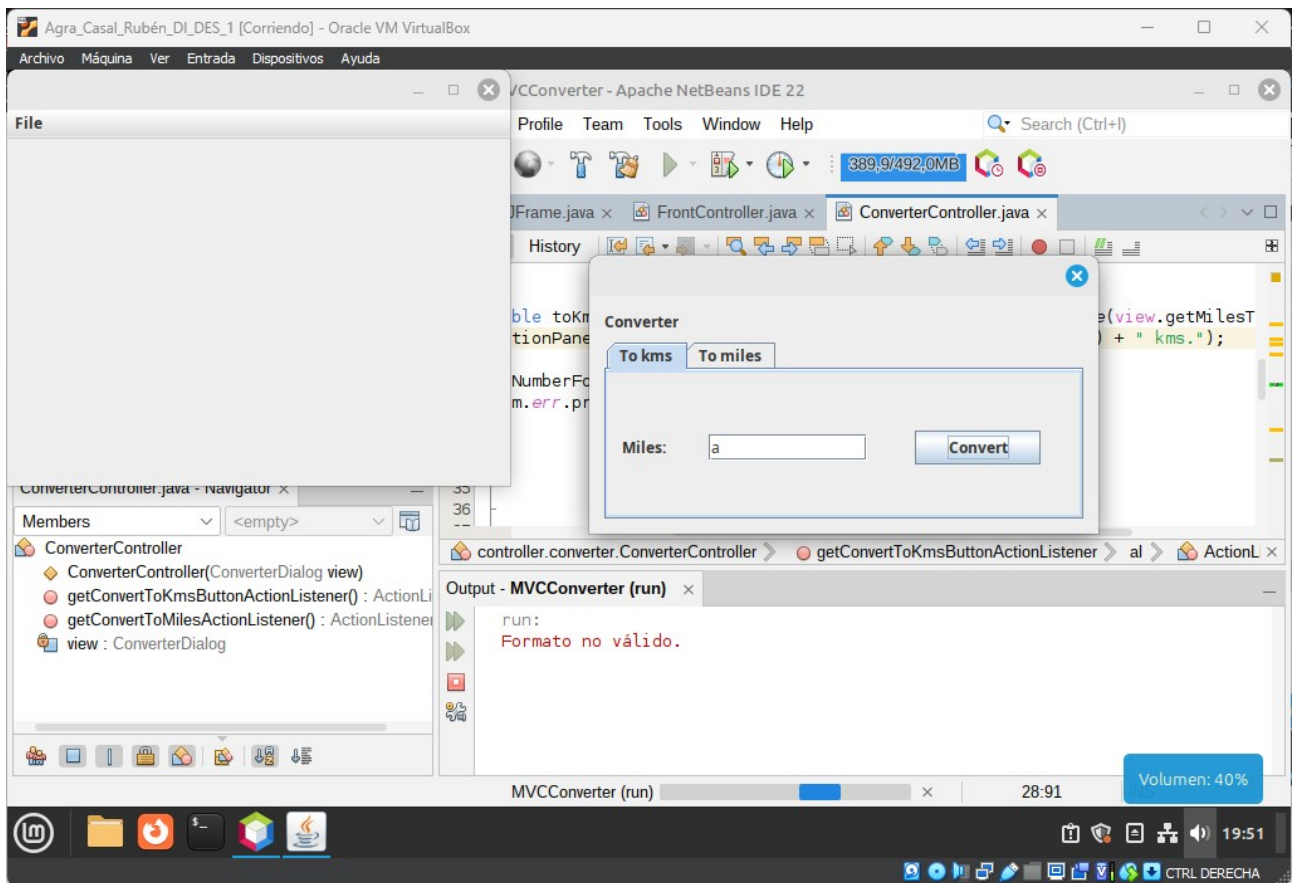 Agra_Casal_Rubén_DI_DES_1 [Corriendo] - Oracle VM VirtualBox
Archivo Máquina Ver Entrada Dispositivos Ayuda
VCConverter - Apache NetBeans IDE 22
File
Profile Team Tools Window Help
Search (Ctrl+I)
389,9/492,0MB
JFrame.java
FrontController.java
ConverterController.java
History
ble toKm
e(view.getMilesT
tionPane
) + " kms.");
NumberFo
m.err.pr
Converter
To kms
To miles
Miles:
a
Convert
ConverterController.java - Navigator
35
36
Members
<empty>
ConverterController
ConverterController(ConverterDialog view)
getConvertToKmsButtonActionListener() : ActionLi
getConvertToMilesActionListener() : ActionListener
view : ConverterDialog
controller.converter.ConverterController
getConvertToKmsButtonActionListener
al
ActionL
Output - MVCConverter (run)
run:
Formato no válido.
Volumen: 40%
MVCConverter (run)
28:91
19:51
CTRL DERECHA